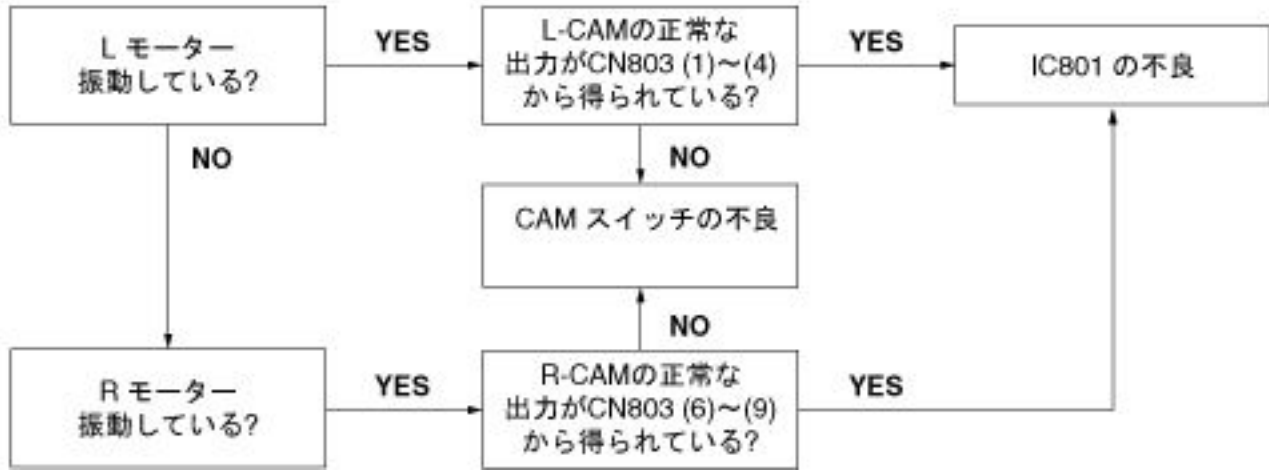 L モーター
振動している?
YES
L-CAMの正常な
出力がCN803 (1)～(4)
から得られている?
YES
IC801 の不良
NO
NO
CAM スイッチの不良
NO
R モーター
振動している?
YES
R-CAMの正常な
出力がCN803 (6)～(9)
から得られている?
YES